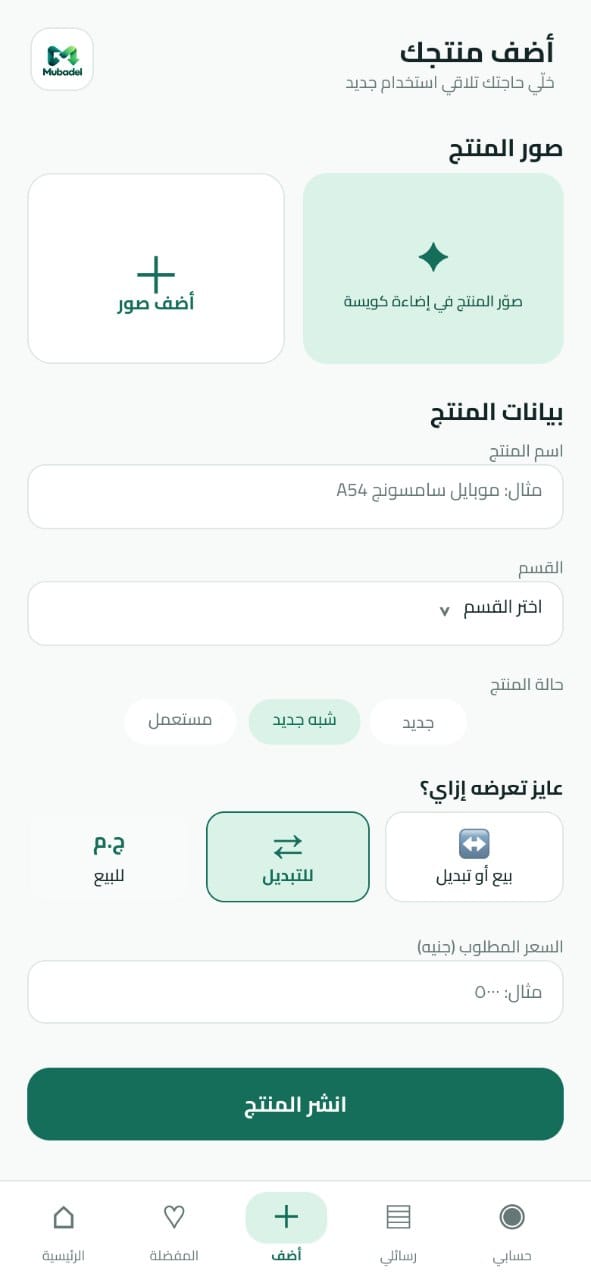 أضف منتجك
Mubadel
خلّي حاجتك تلاقي استخدام جديد
صور المنتج
صوّر المنتج في إضاءة كويسة
أضف صور
بيانات المنتج
اسم المنتج
مثال: موبايل سامسونج A54
القسم
اختر القسم
حالة المنتج
جديد
شبه جديد
مستعمل
عايز تعرضه إزاي؟
بيع أو تبديل
للتبديل
ج.م
للبيع
السعر المطلوب (جنيه)
مثال: ٥٠٠٠
انشر المنتج
حسابي
رسائلي
أضف
المفضلة
الرئيسية